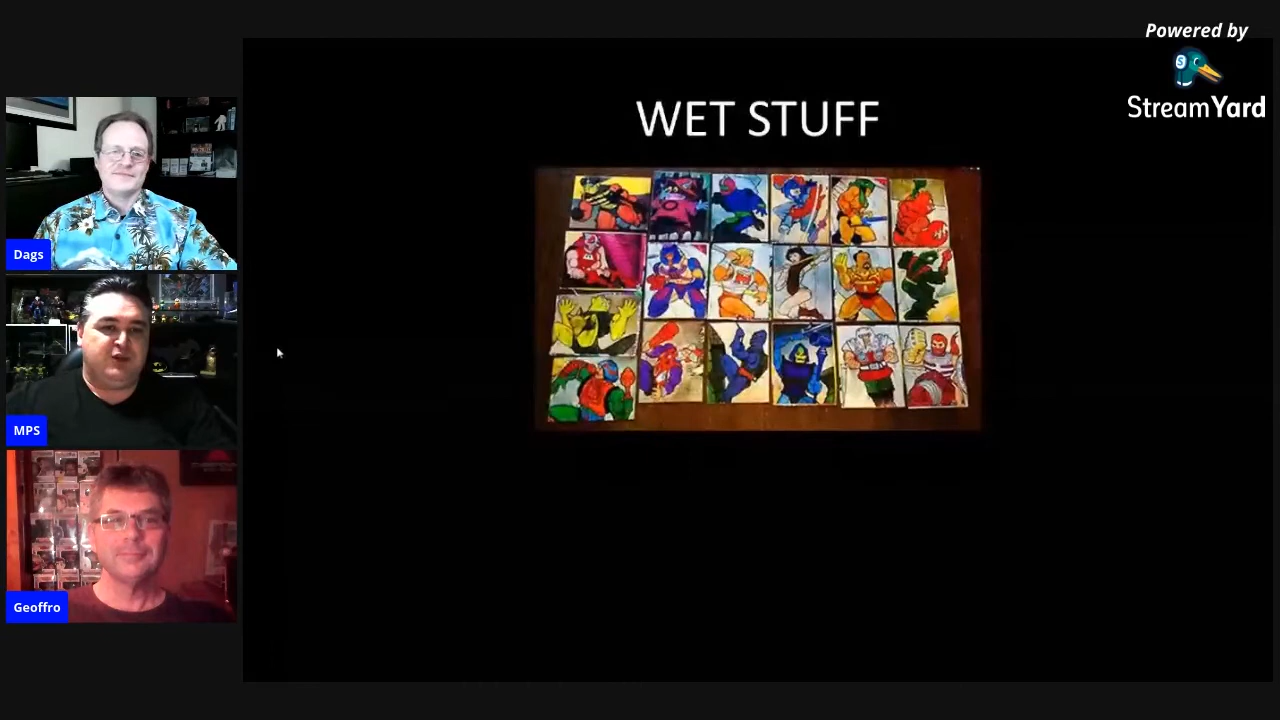 Powered by
StreamYard
WET STUFF
Dags
MPS
Geoffro